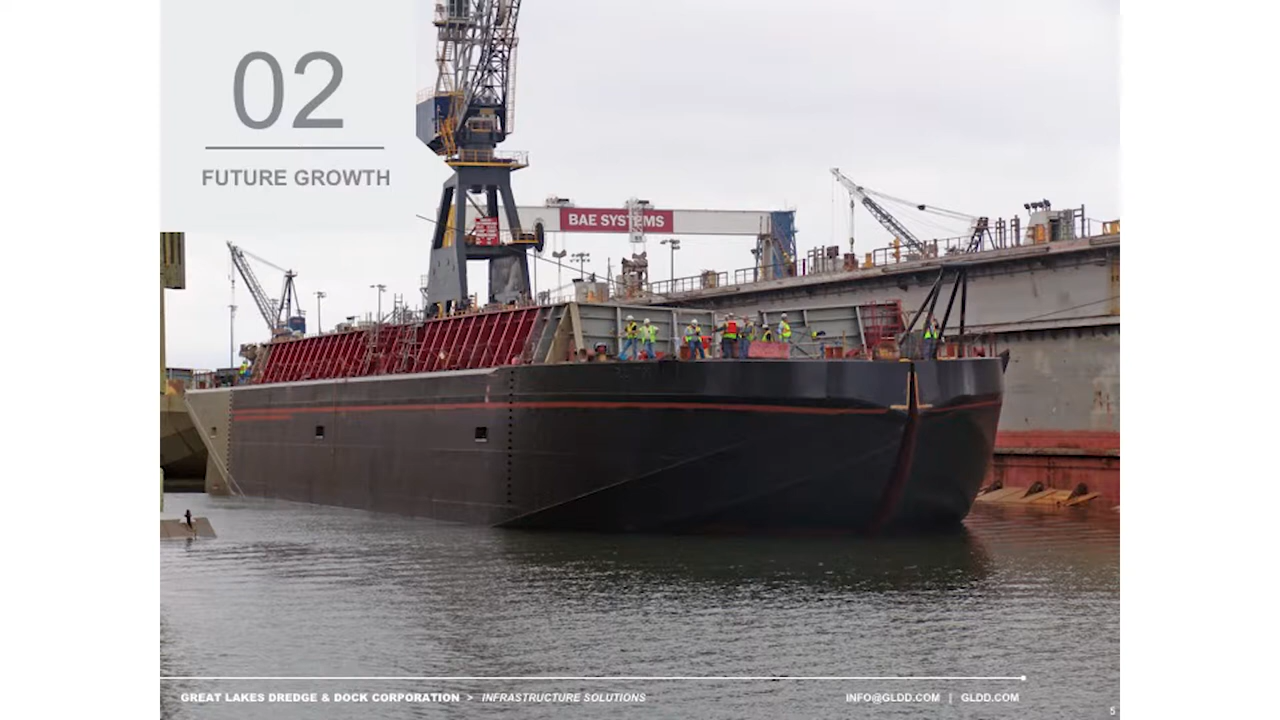 02
FUTURE GROWTH
BAE SYSTEMS
GREAT LAKES DREDGE & DOCK CORPORATION > INFRASTRUCTURE SOLUTIONS
INFO@GLDD.COM | GLDD.COM
5